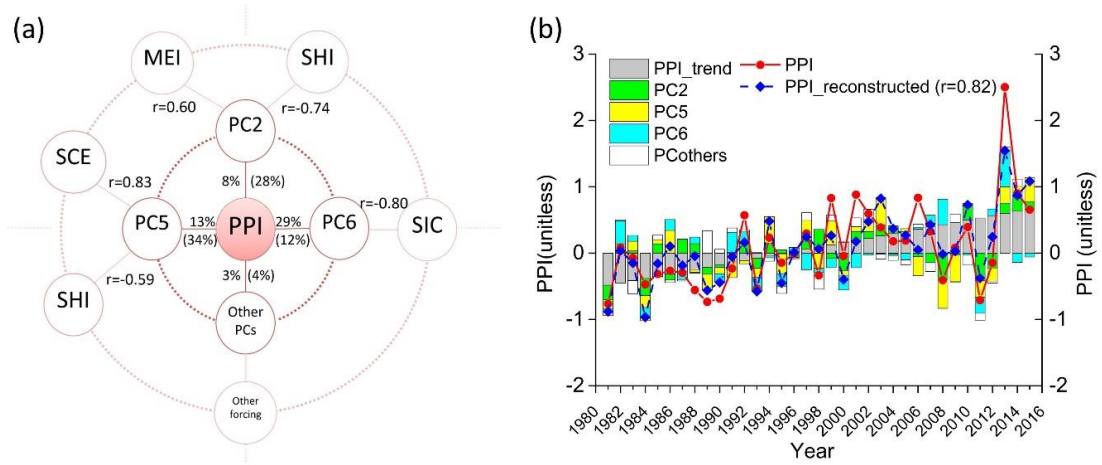 (a)
MEI
SHI
r=0.60
r=-0.74
PC2
SCE
r=0.83
8% (28%)
PC5
13%
(34%)
PPI
29%
(12%)
PC6
r=-0.80
SIC
r=-0.59
3% (4%)
SHI
Other
PCs
Other
forcing
(b)
PPI_trend
PC2
PC5
PC6
PCothers
PPI
PPI_reconstructed (r=0.82)
3
2
1
0
-1
-2
PPI(unitless)
3
2
1
0
-1
-2
PPI (unitless)
1980
1982
1984
1986
1988
1990
1992
1994
1996
1998
2000
2002
2004
2006
2008
2010
2012
2014
2016
Year